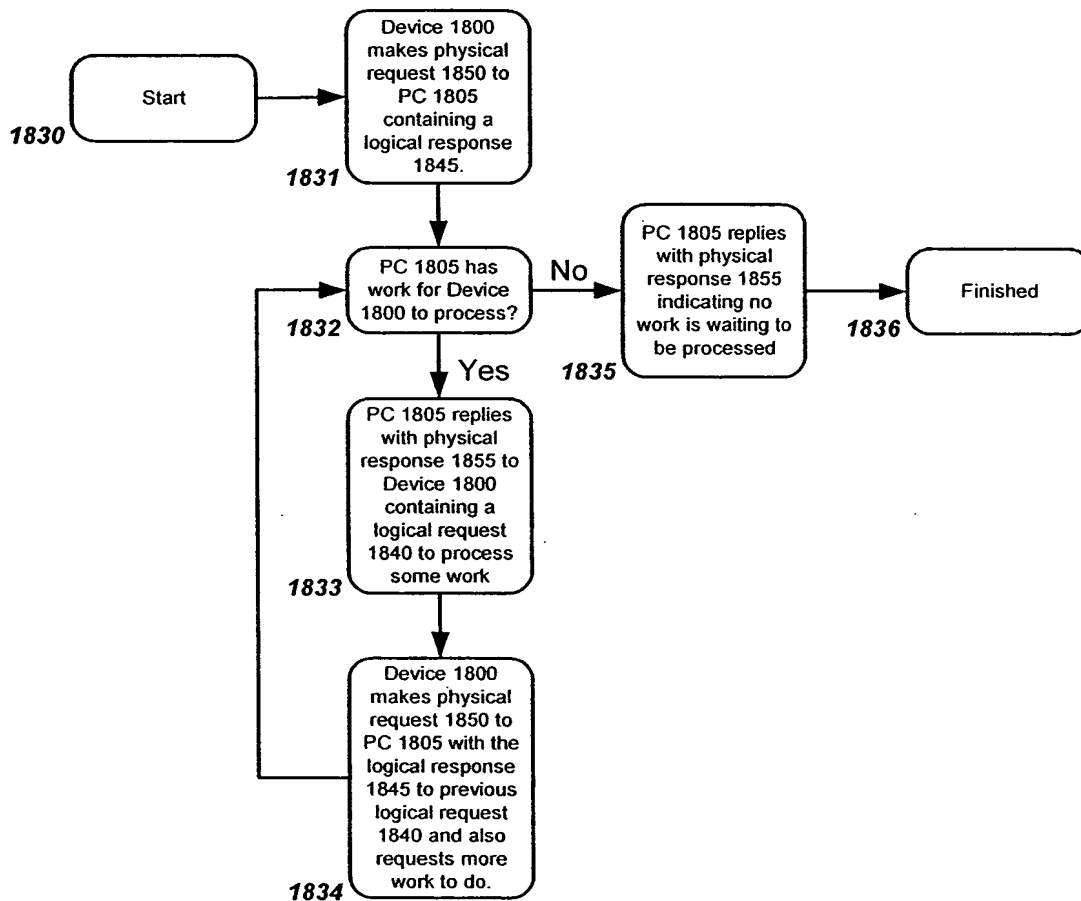 Start
1830
Device 1800
makes physical
request 1850 to
PC 1805
containing a
logical response
1845.
1831
PC 1805 has
work for Device
1800 to process?
1832
No
PC 1805 replies
with physical
response 1855
indicating no
work is waiting to
be processed
1835
Finished
1836
Yes
PC 1805 replies
with physical
response 1855 to
Device 1800
containing a
logical request
1840 to process
some work
1833
Device 1800
makes physical
request 1850 to
PC 1805 with the
logical response
1845 to previous
logical request
1840 and also
requests more
work to do.
1834